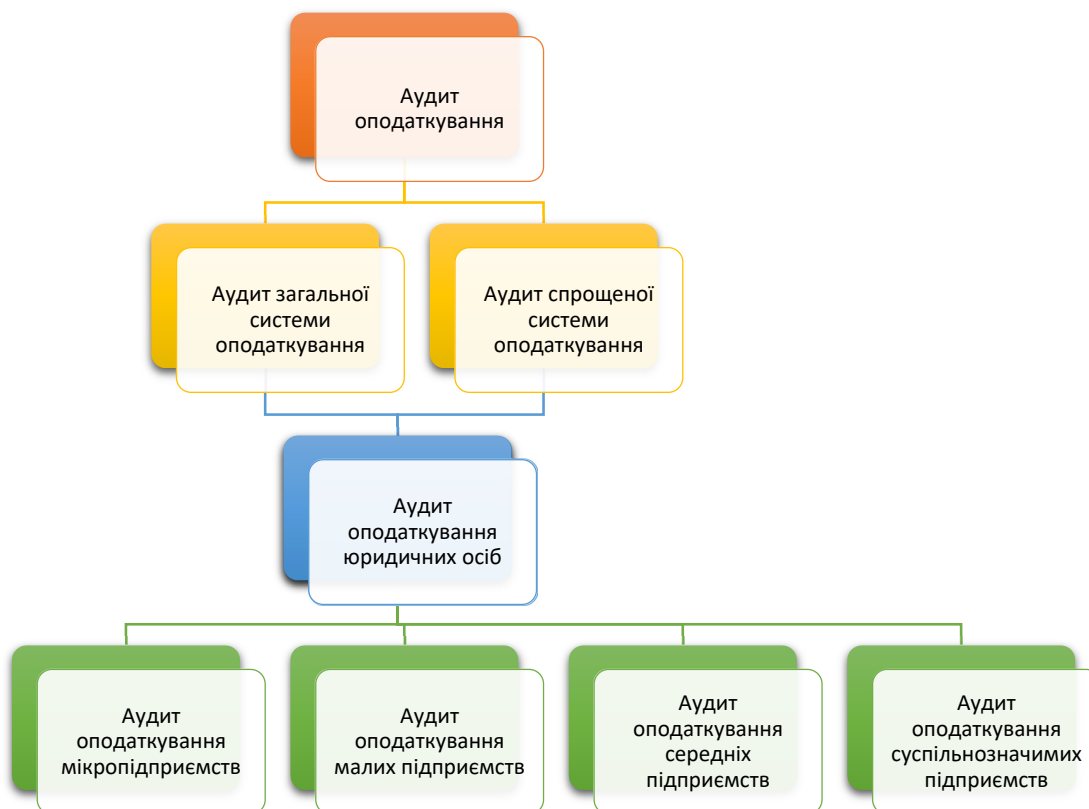 Аудит
оподаткування
Аудит загальної
системи
оподаткування
Аудит спрощеної
системи
оподаткування
Аудит
оподаткування
юридичних осіб
Аудит
оподаткування
мікропідприємств
Аудит
оподаткування
малих підприємств
Аудит
оподаткування
середніх
підприємств
Аудит
оподаткування
суспільнозначимих
підприємств